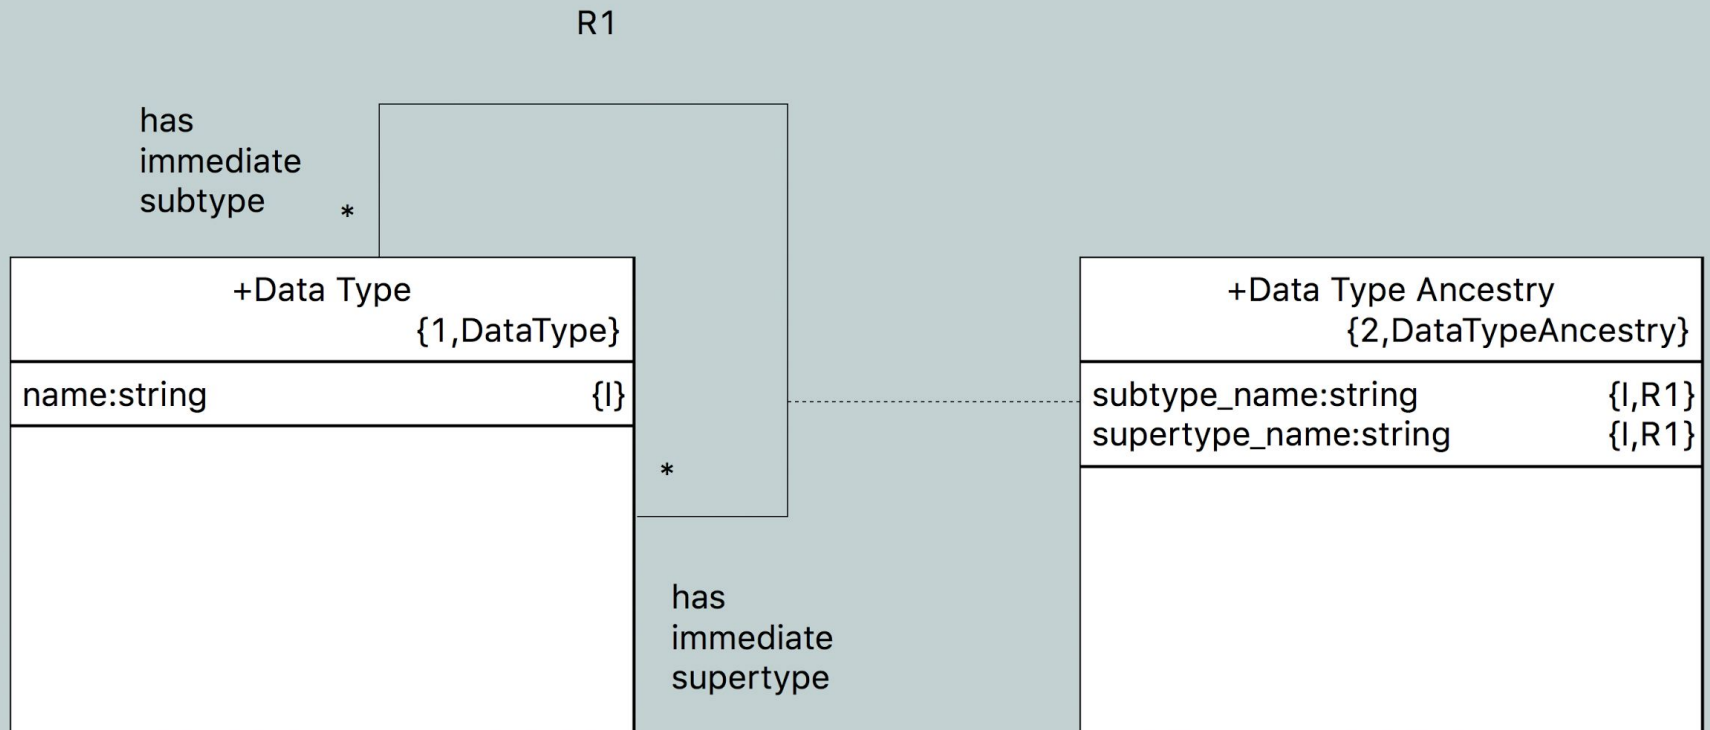 R1
has
immediate
subtype
*
+Data Type
{1,DataType}
name:string {I}
*
has
immediate
supertype
+Data Type Ancestry
{2,DataTypeAncestry}
subtype_name:string {I,R1}
supertype_name:string {I,R1}